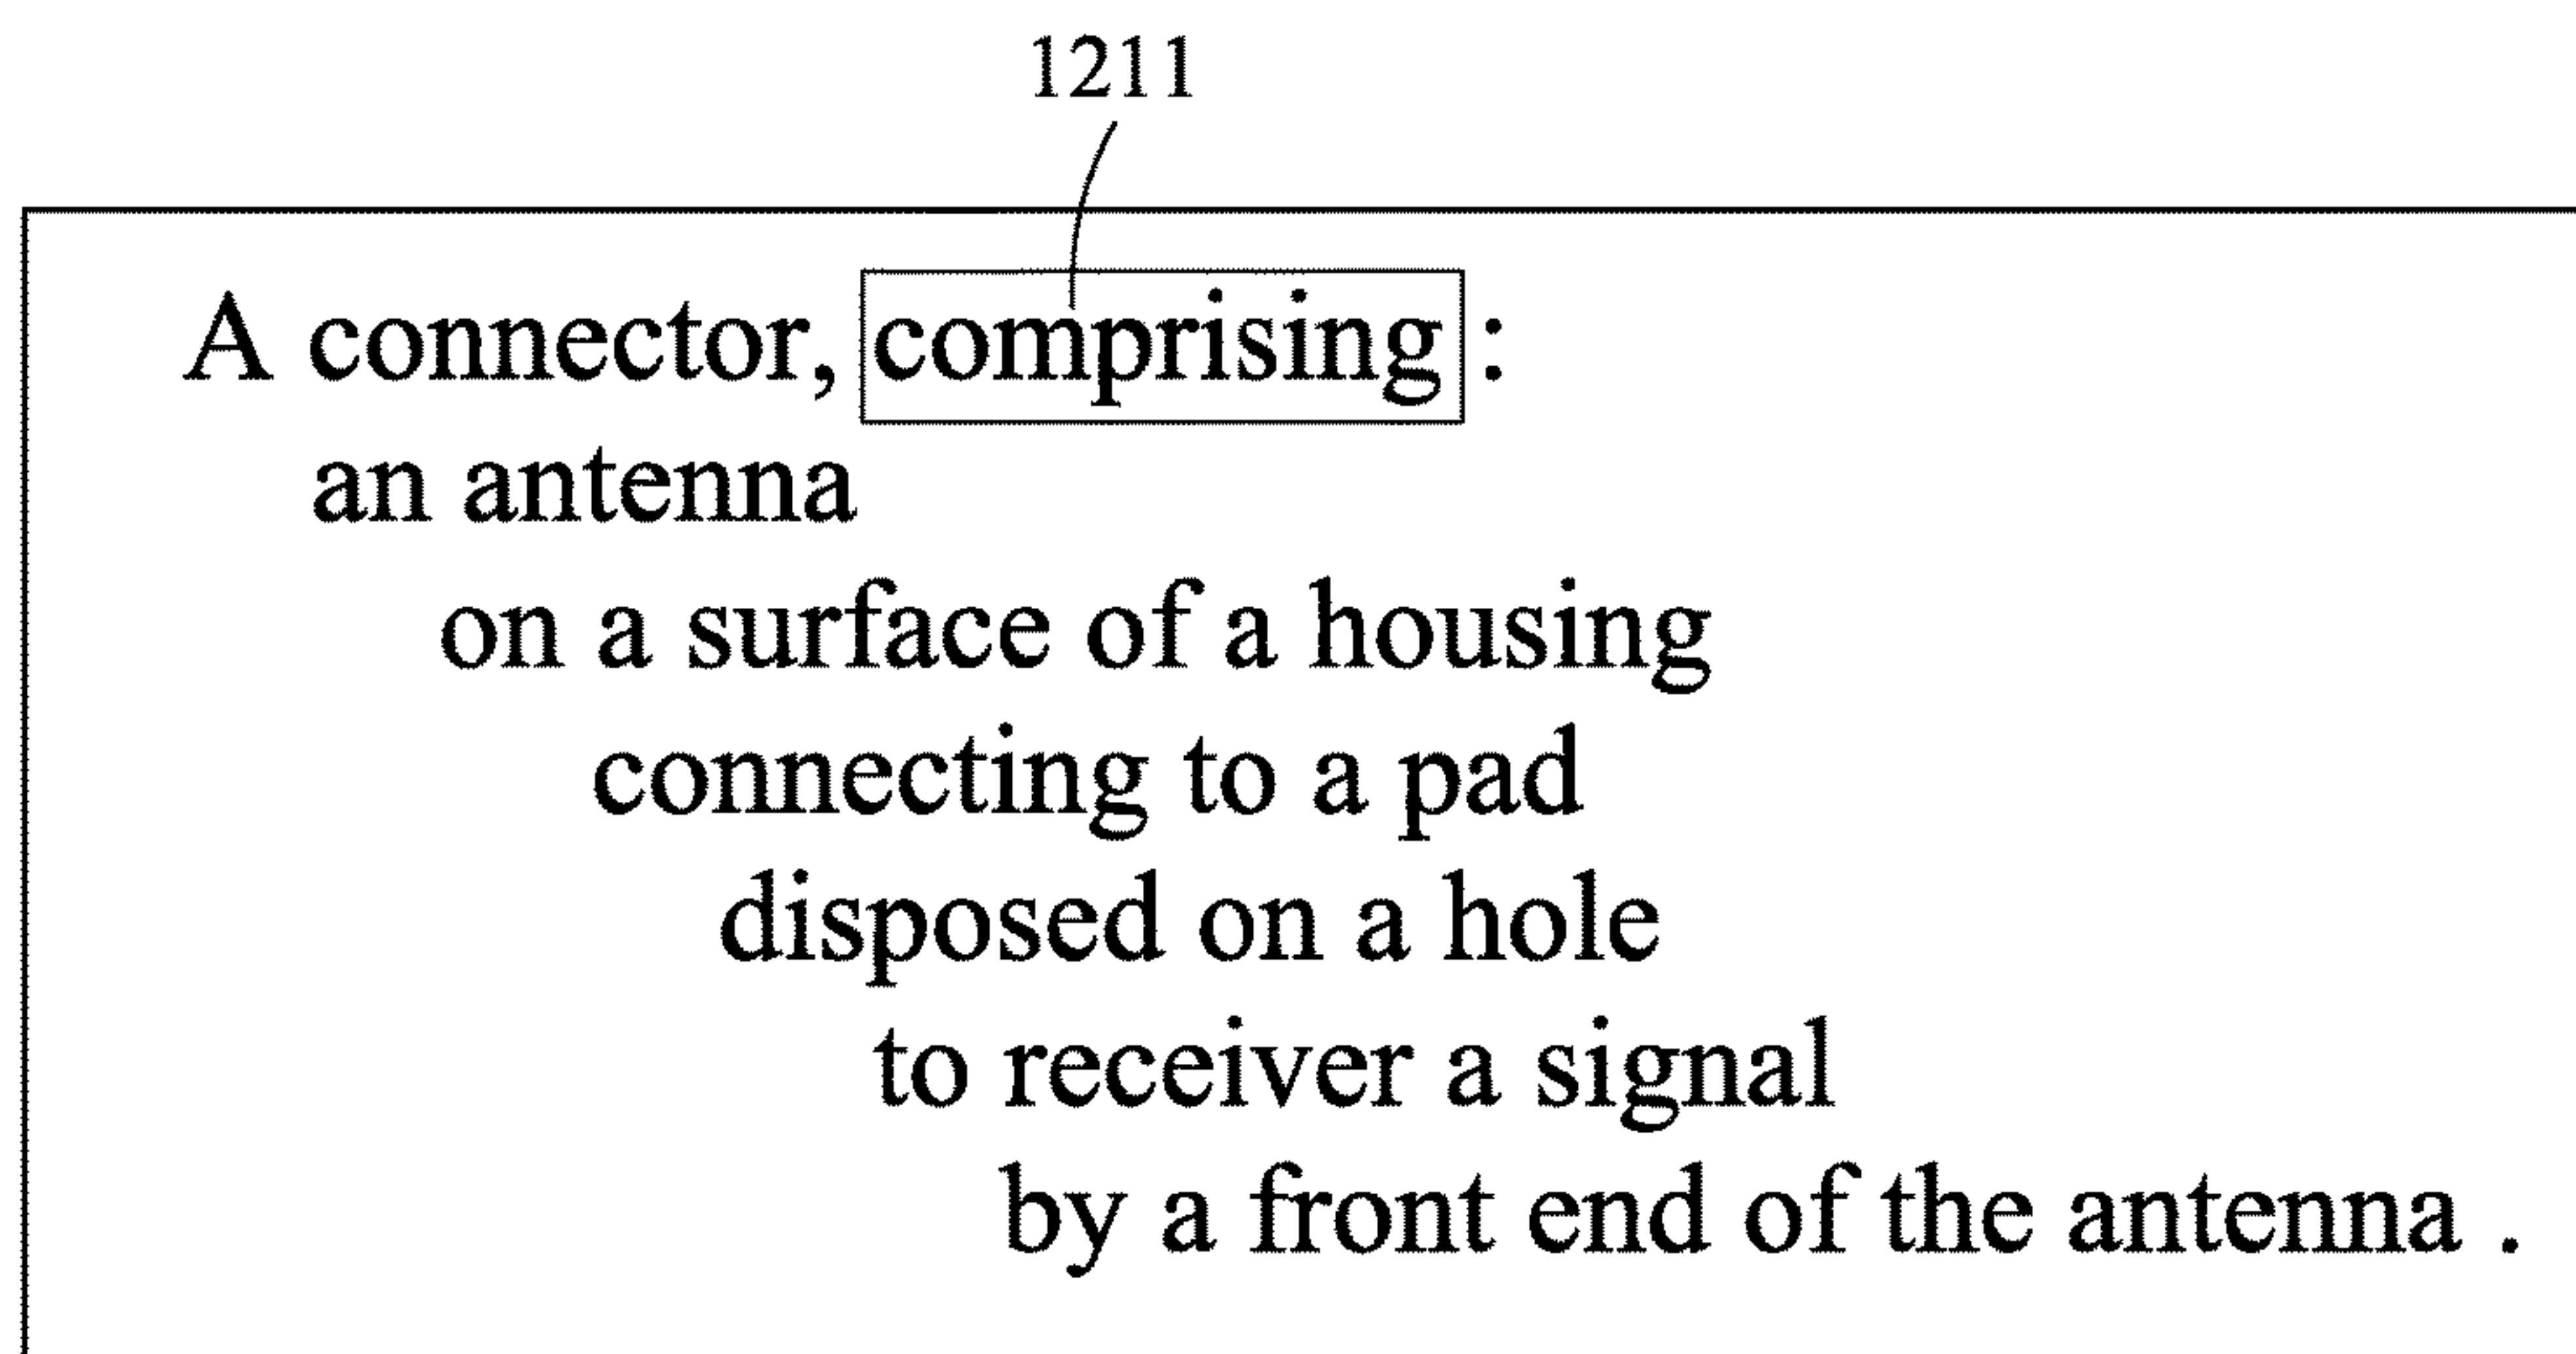 1211
A connector, comprising :
an antenna
on a surface of a housing
connecting to a pad
disposed on a hole
to receiver a signal
by a front end of the antenna .